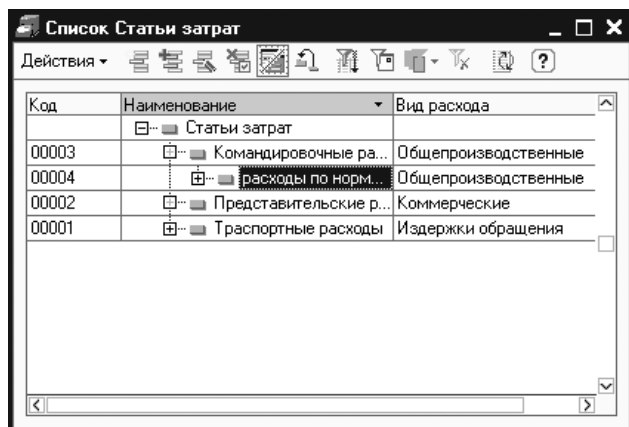 Список Статьи затрат
Действия
Код Наименование Вид расхода
Статьи затрат
00003 Командировочные ра... Общепроизводственные
00004 расходы по норм... Общепроизводственные
00002 Представительские р... Коммерческие
00001 Траспортные расходы Издержки обращения